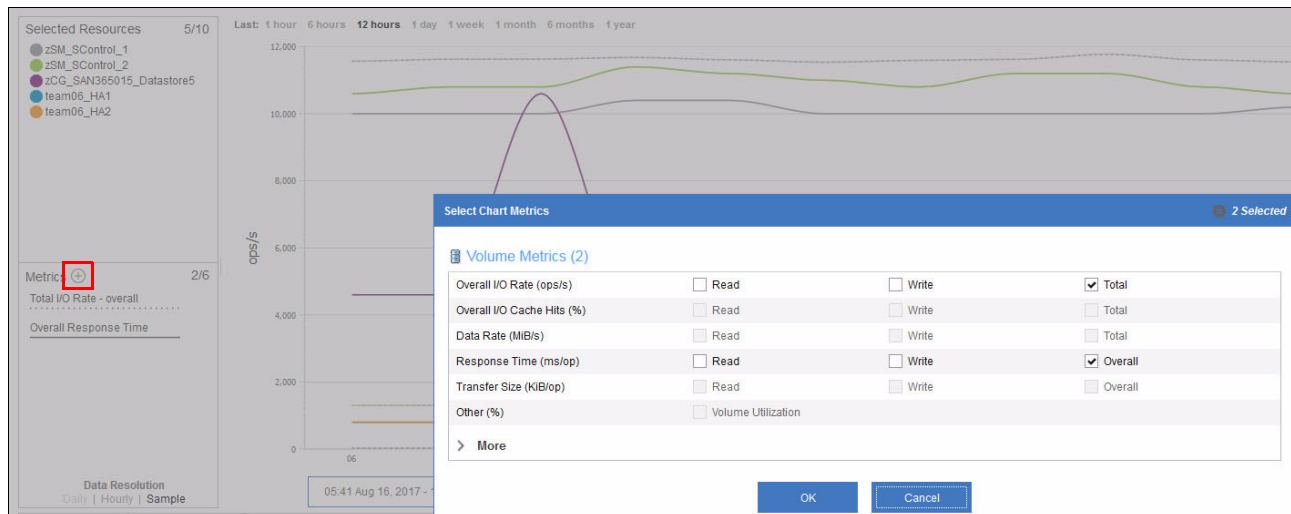 Selected Resources 5/10
zSM_SControl_1
zSM_SControl_2
zCG_SAN365015_Datastore5
team06_HA1
team06_HA2
Metrics 2/6
Total I/O Rate - overall
Overall Response Time
Data Resolution
Daily | Hourly | Sample
Last: 1 hour 6 hours 12 hours 1 day 1 week 1 month 6 months 1 year
12,000
10,000
8,000
6,000
4,000
2,000
0
ops/s
06
05:41 Aug 16, 2017 -
Select Chart Metrics 2 Selected
Volume Metrics (2)
Overall I/O Rate (ops/s) Read Write Total
Overall I/O Cache Hits (%) Read Write Total
Data Rate (MiB/s) Read Write Total
Response Time (ms/op) Read Write Overall
Transfer Size (KiB/op) Read Write Overall
Other (%) Volume Utilization
More
OK Cancel